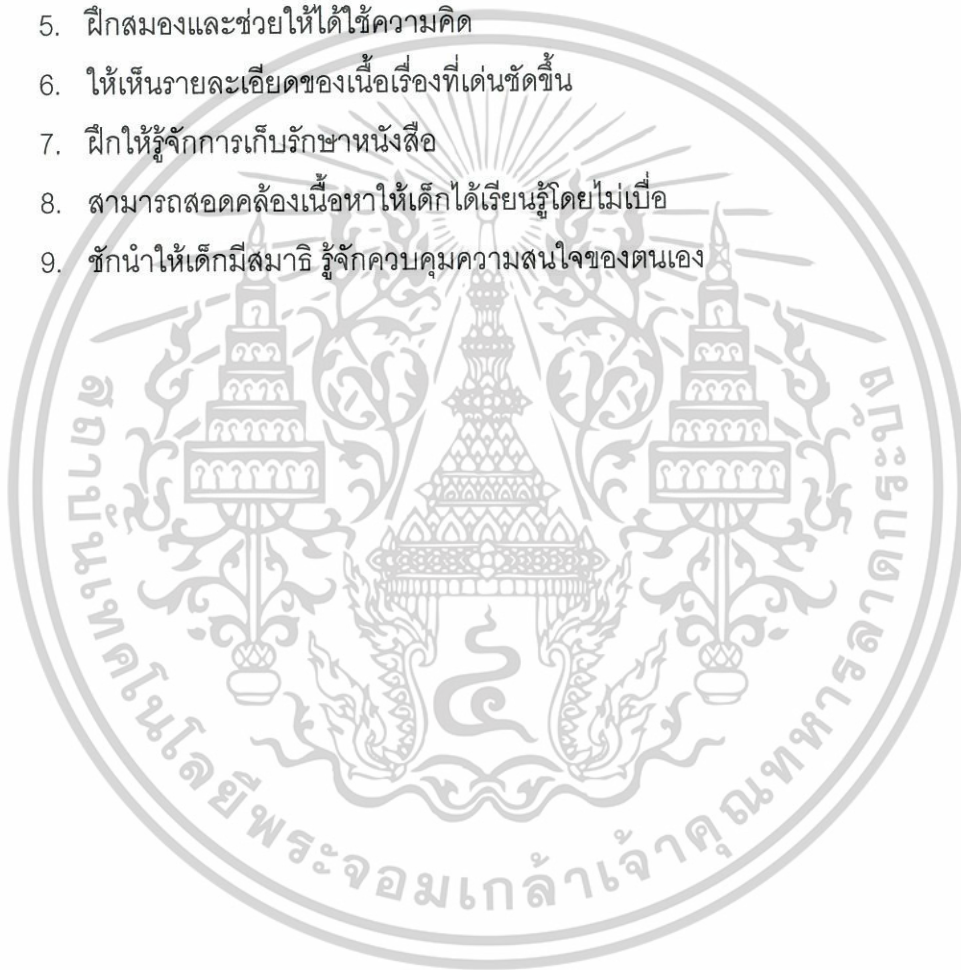 5. ฝึกสมองและช่วยให้ได้ใช้ความคิด
6. ให้เห็นรายละเอียดของเนื้อเรื่องที่เด่นชัดขึ้น
7. ฝึกให้รู้จักการเก็บรักษาหนังสือ
8. สามารถสอดคล้องเนื้อหาให้เด็กได้เรียนรู้โดยไม่เบื่อ
9. ชักนำให้เด็กมีสมาธิ รู้จักควบคุมความสนใจของตนเอง
สถาบันเทคโนโลยีพระจอมเกล้าเจ้าคุณทหารลาดกระบัง